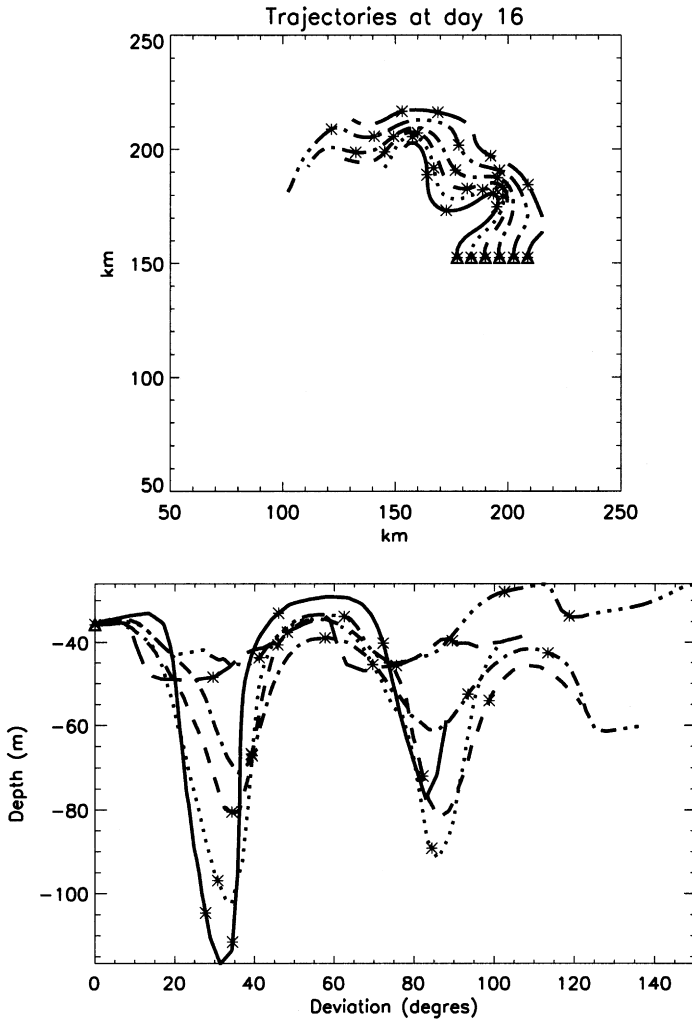 Trajectories at day 16
250
200
150
100
50
km
50 100 150 200 250
km
-40
-60
-80
-100
Depth (m)
0 20 40 60 80 100 120 140
Deviation (degres)